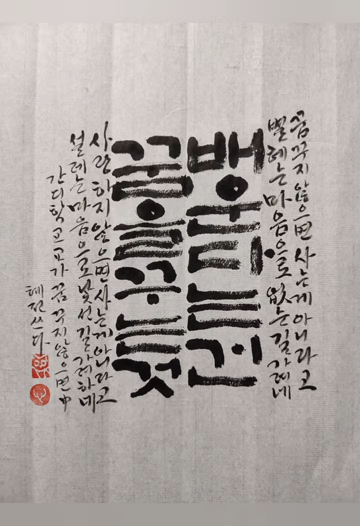 꿈꾸지 않으면 사는게 아니라고
별 헤는 마음으로 없는 길 가려네
배운다는 건
꿈을 꾸는 것
사랑하지 않으면 사는게 아니라고
설레는 마음으로 낯선 길 가려하네
간디학교 교가 꿈꾸지 않으면 中
쓰다